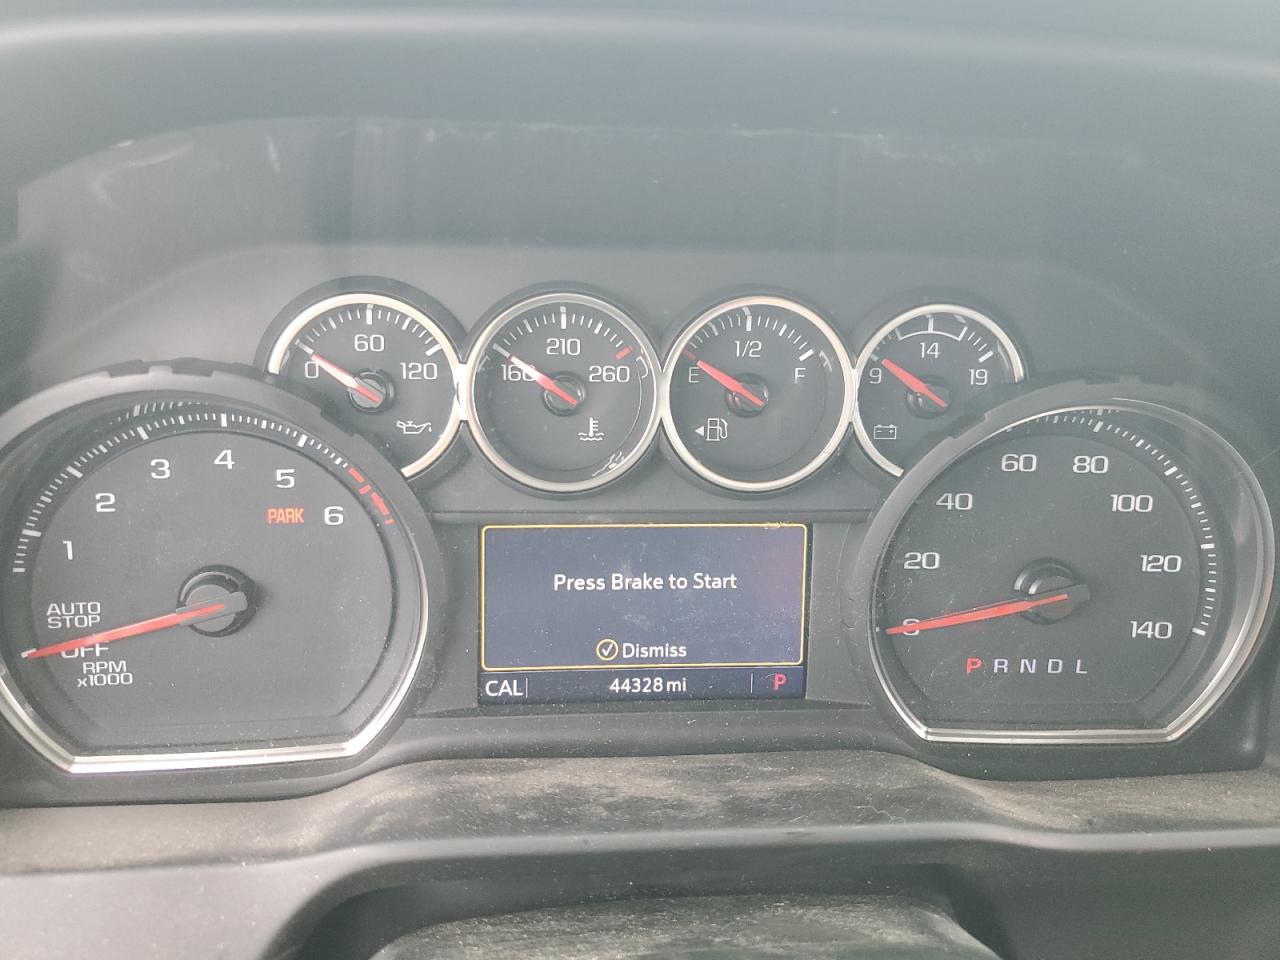 60
0 120
210
160 260
1/2
E F
14
9 19
1
2
3
4
5
6
PARK
AUTO
STOP
OFF
RPM
x1000
Press Brake to Start
Dismiss
CAL 44328 mi P
0
20
40
60
80
100
120
140
P R N D L